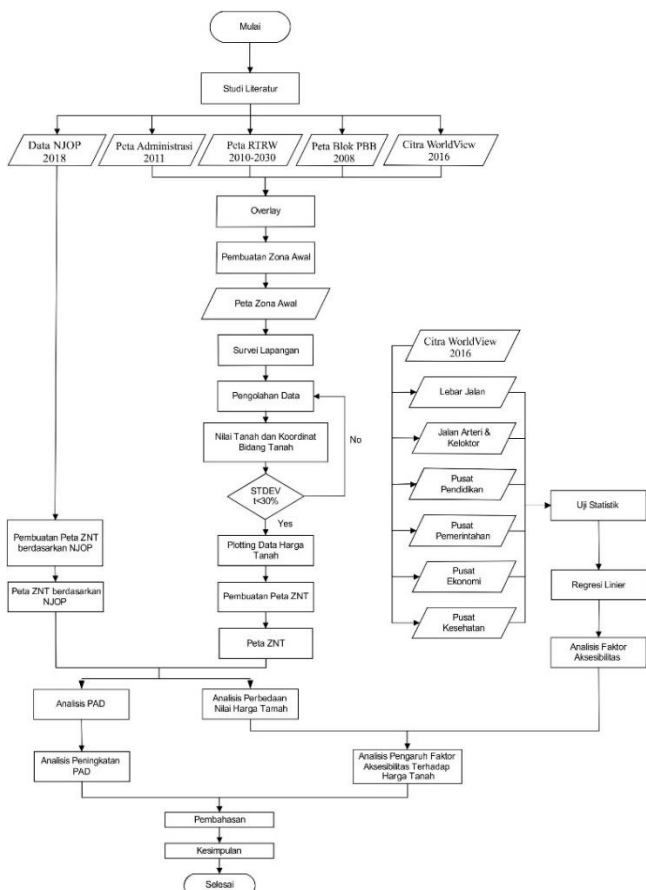 Mulai
Studi Literatur
Data NJOP
2018
Peta Administrasi
2011
Peta RTRW
2010-2030
Peta Blok PBB
2008
Citra WorldView
2016
Overlay
Pembuatan Zona Awal
Peta Zona Awal
Survei Lapangan
Pengolahan Data
Nilai Tanah dan Koordinat
Bidang Tanah
No
STDEV
t<30%
Yes
Plotting Data Harga
Tanah
Pembuatan Peta ZNT
Peta ZNT
Pembuatan Peta ZNT
berdasarkan NJOP
Peta ZNT berdasarkan
NJOP
Citra WorldView
2016
Lebar Jalan
Jalan Arteri &
Keloktor
Pusat
Pendidikan
Pusat
Pemerintahan
Pusat
Ekonomi
Pusat
Kesehatan
Uji Statistik
Regresi Linier
Analisis Faktor
Aksesibilitas
Analisis PAD
Analisis Perbedaan
Nilai Harga Tamah
Analisis Peningkatan
PAD
Analisis Pengaruh Faktor
Aksesibilitas Terhadap
Harga Tanah
Pembahasan
Kesimpulan
Selesai